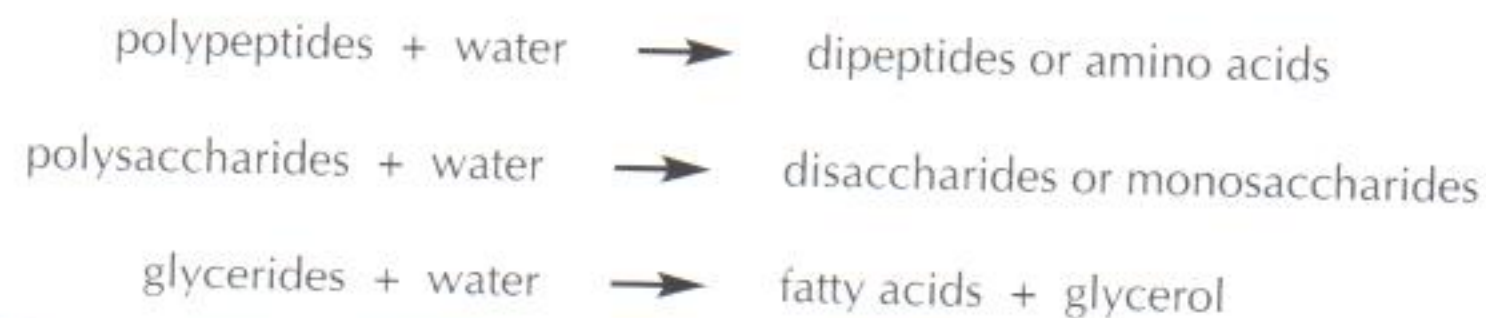 polypeptides + water → dipeptides or amino acids
polysaccharides + water → disaccharides or monosaccharides
glycerides + water → fatty acids + glycerol